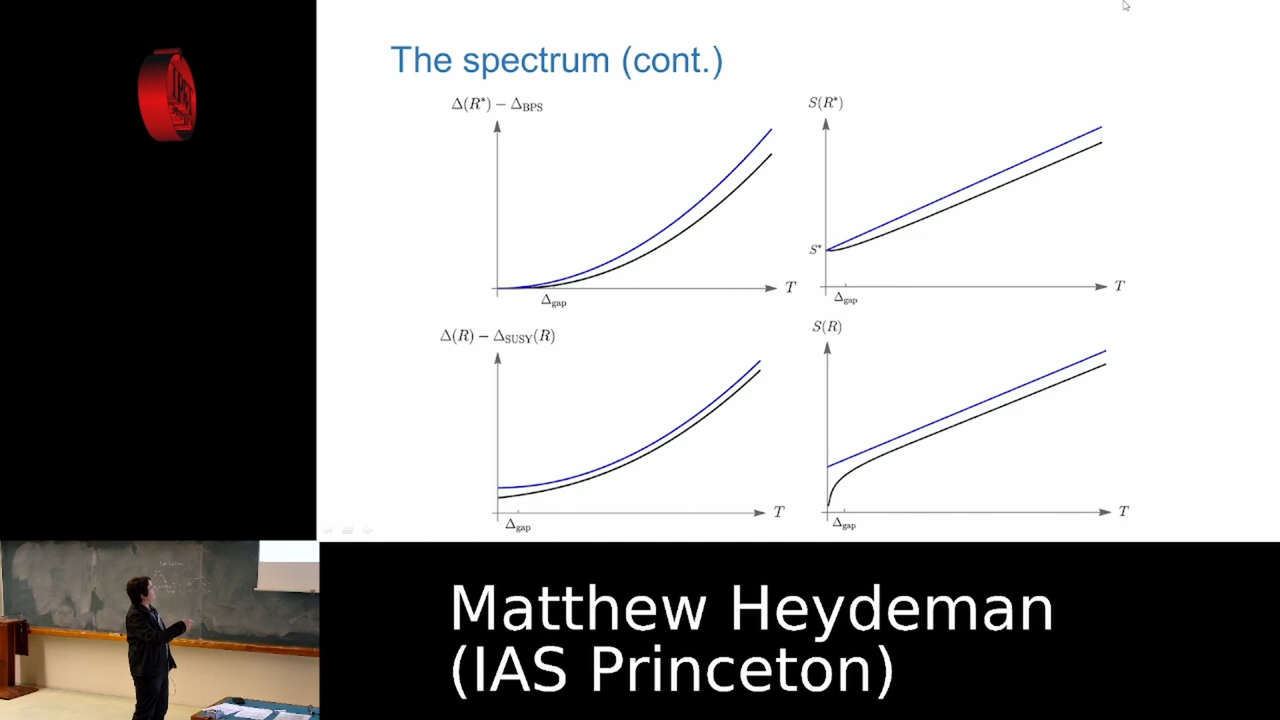 The spectrum (cont.)
Δ(R*) − Δ_BPS
T
Δ_gap
S(R*)
S*
T
Δ_gap
Δ(R) − Δ_SUSY(R)
T
Δ_gap
S(R)
T
Δ_gap
Matthew Heydeman
(IAS Princeton)